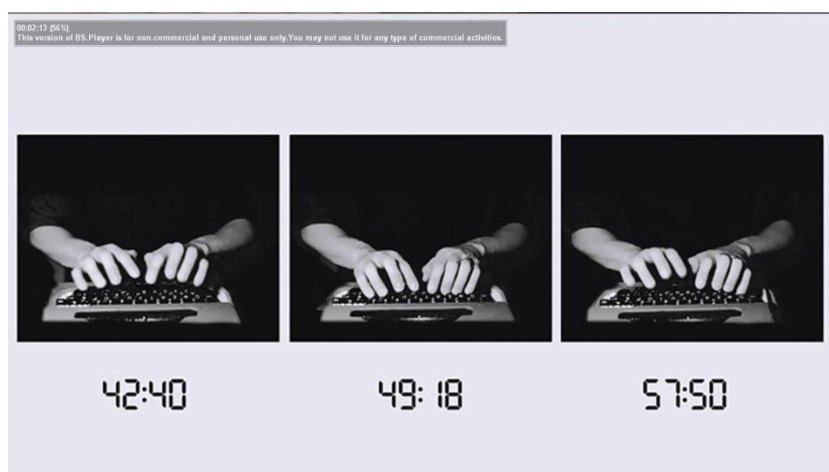 00:02:13 (56%)
This version of BS.Player is for non-commercial and personal use only.You may not use it for any type of commercial activities.
42:40
49:18
57:50